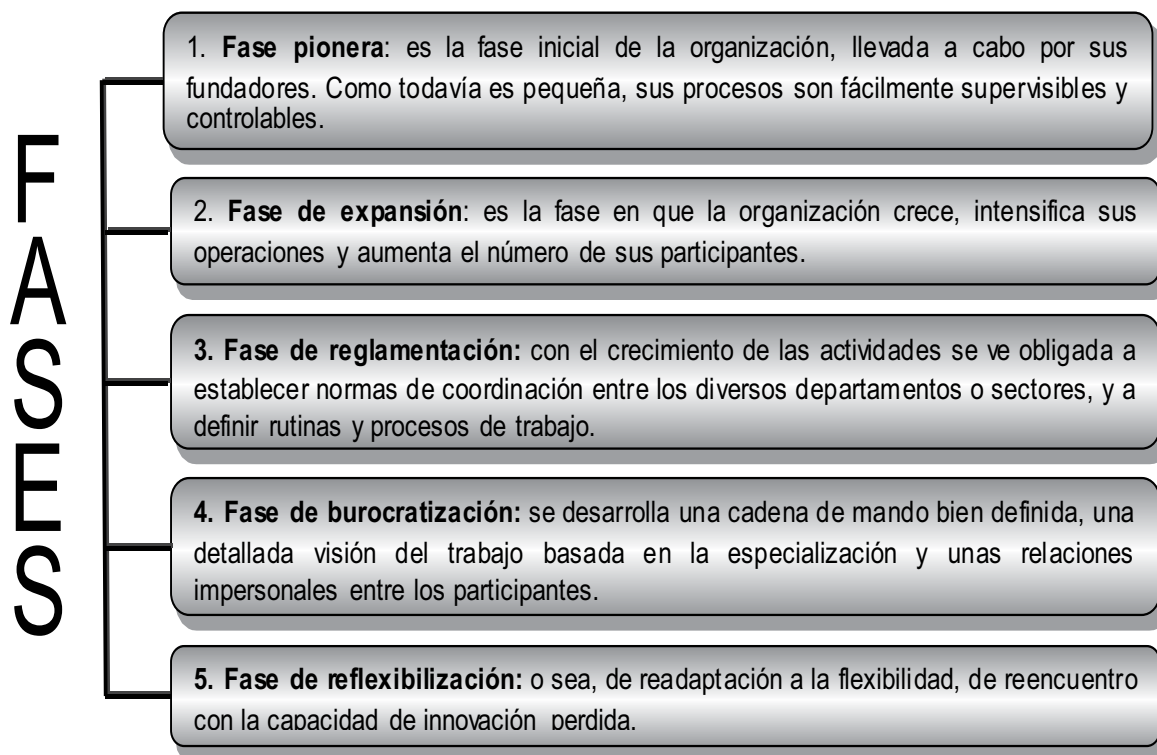 FASES
1. Fase pionera: es la fase inicial de la organización, llevada a cabo por sus
fundadores. Como todavía es pequeña, sus procesos son fácilmente supervisibles y
controlables.
2. Fase de expansión: es la fase en que la organización crece, intensifica sus
operaciones y aumenta el número de sus participantes.
3. Fase de reglamentación: con el crecimiento de las actividades se ve obligada a
establecer normas de coordinación entre los diversos departamentos o sectores, y a
definir rutinas y procesos de trabajo.
4. Fase de burocratización: se desarrolla una cadena de mando bien definida, una
detallada visión del trabajo basada en la especialización y unas relaciones
impersonales entre los participantes.
5. Fase de reflexibilización: o sea, de readaptación a la flexibilidad, de reencuentro
con la capacidad de innovación perdida.